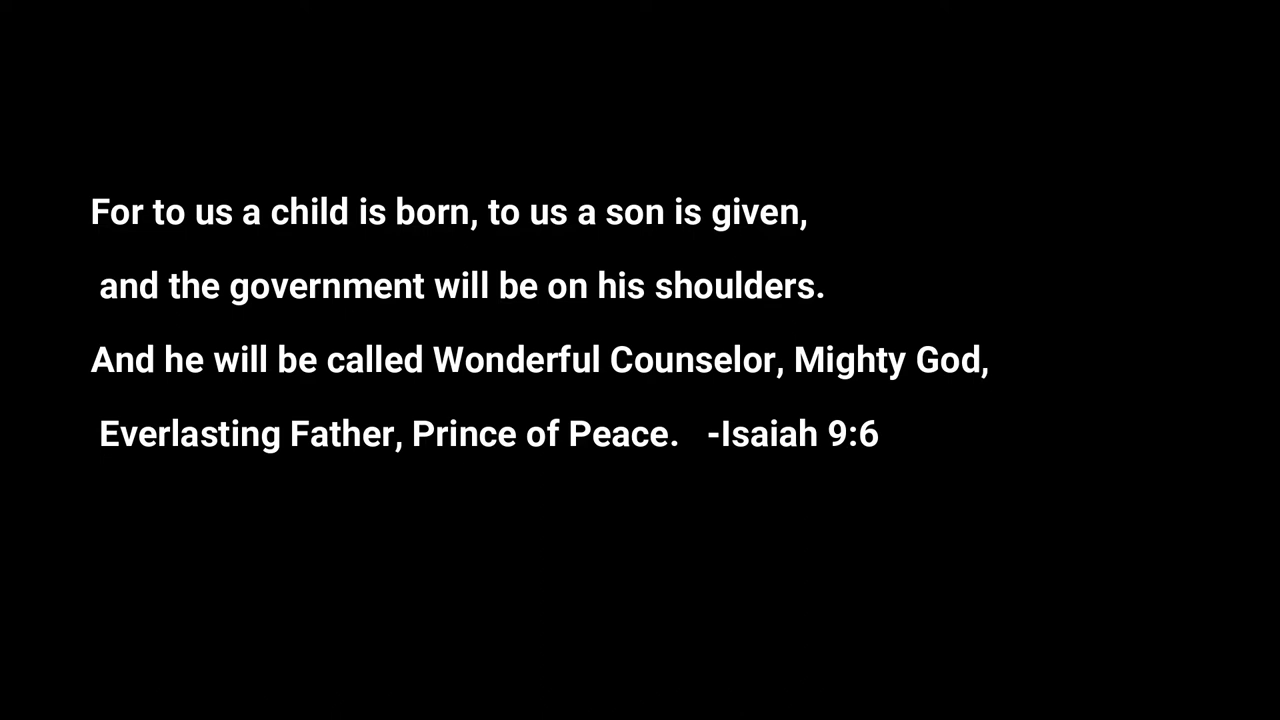 For to us a child is born, to us a son is given,
and the government will be on his shoulders.
And he will be called Wonderful Counselor, Mighty God,
Everlasting Father, Prince of Peace.   -Isaiah 9:6